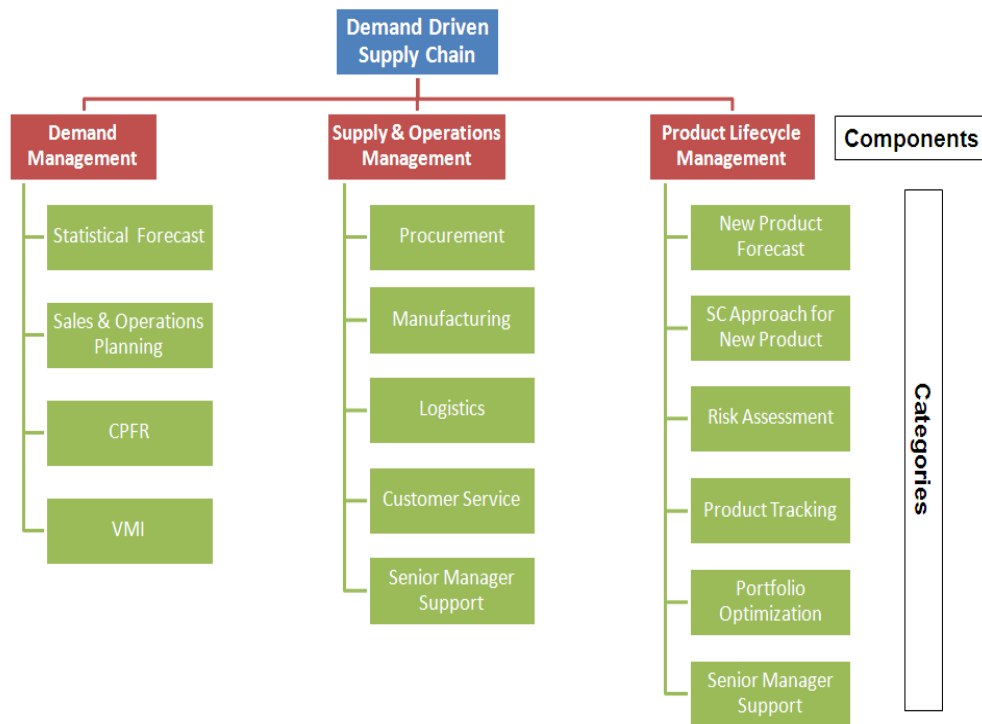 Demand Driven
Supply Chain
Demand
Management
Supply & Operations
Management
Product Lifecycle
Management
Components
Statistical Forecast
Sales & Operations
Planning
CPFR
VMI
Procurement
Manufacturing
Logistics
Customer Service
Senior Manager
Support
New Product
Forecast
SC Approach for
New Product
Risk Assessment
Product Tracking
Portfolio
Optimization
Senior Manager
Support
Categories